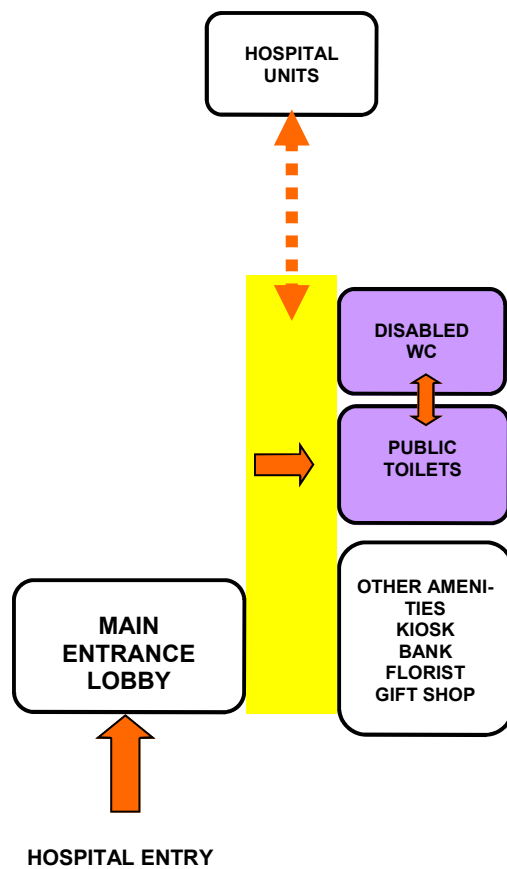 HOSPITAL
UNITS
DISABLED
WC
PUBLIC
TOILETS
OTHER AMENI-
TIES
KIOSK
BANK
FLORIST
GIFT SHOP
MAIN
ENTRANCE
LOBBY
HOSPITAL ENTRY